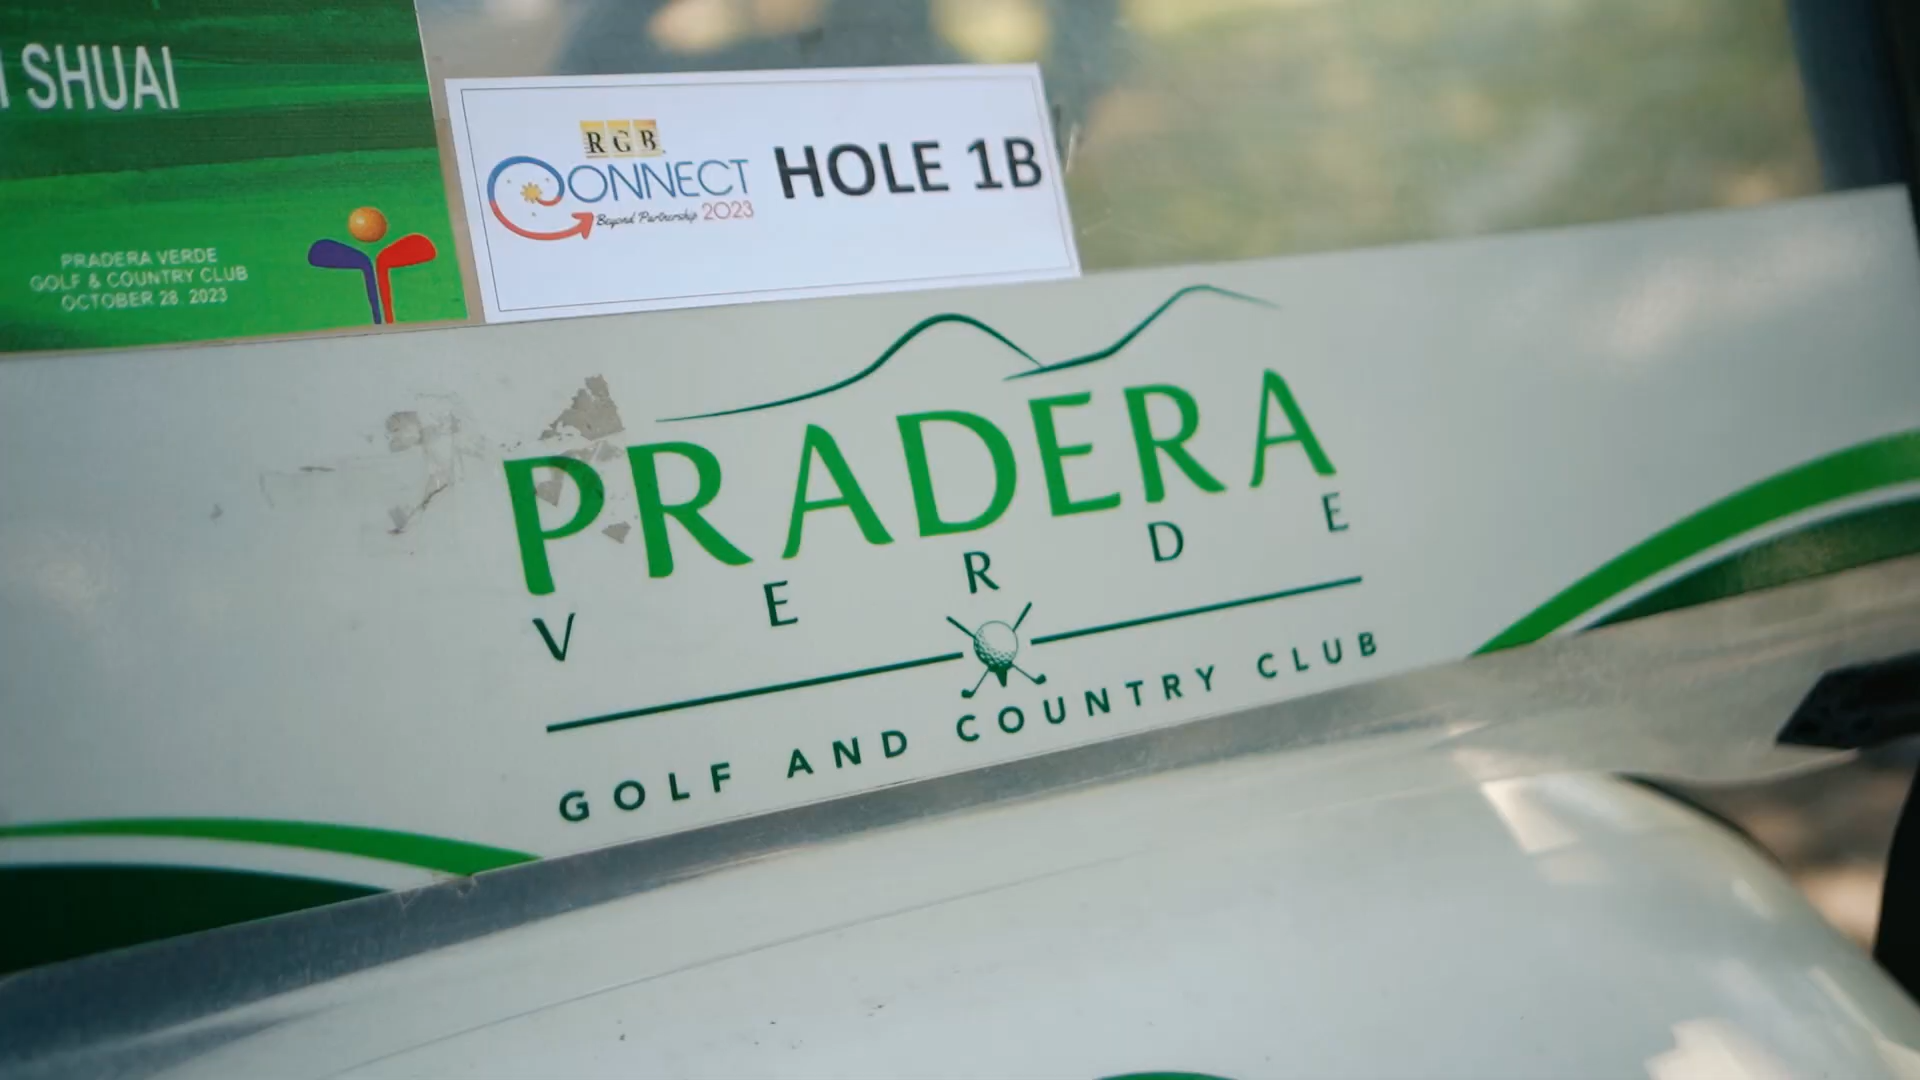 SHUAI
PRADERA VERDE
GOLF & COUNTRY CLUB
OCTOBER 28, 2023
RGB
CONNECT
Beyond Partnership 2023
HOLE 1B
PRADERA
VERDE
GOLF AND COUNTRY CLUB